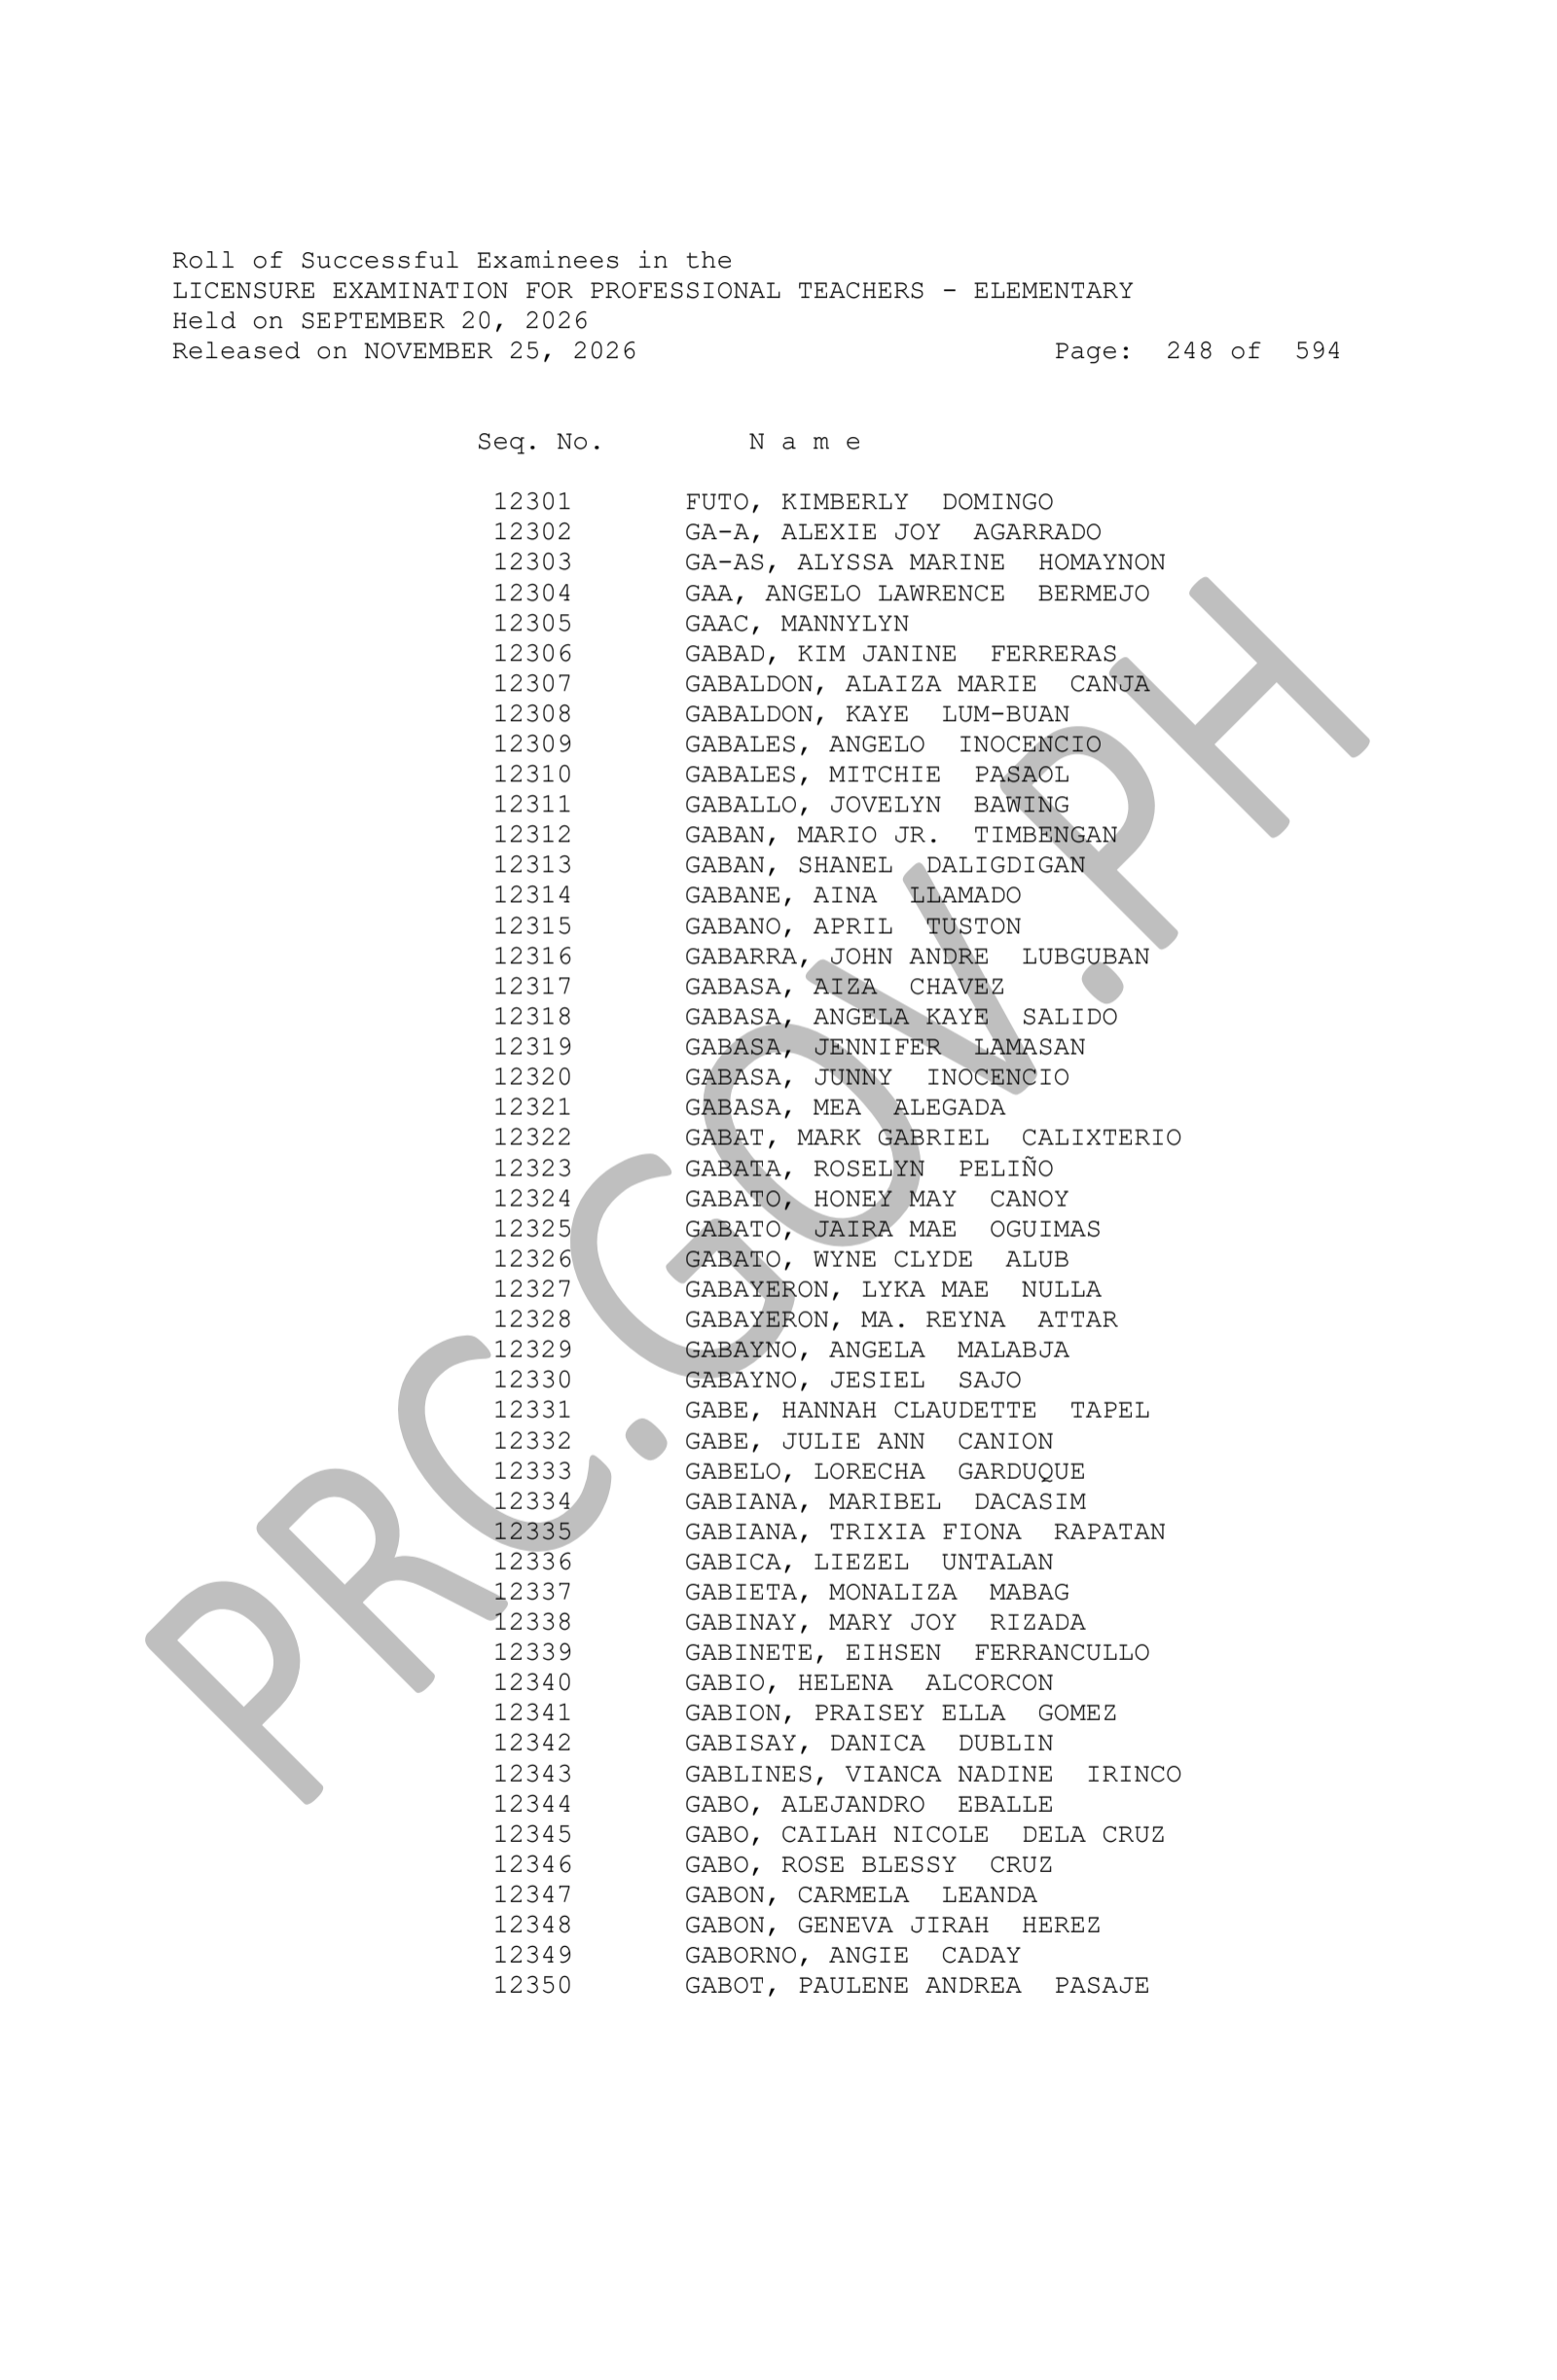 Roll of Successful Examinees in the
LICENSURE EXAMINATION FOR PROFESSIONAL TEACHERS - ELEMENTARY
Held on SEPTEMBER 20, 2026
Released on NOVEMBER 25, 2026 Page: 248 of 594
Seq. No. N a m e
12301 FUTO, KIMBERLY DOMINGO
12302 GA-A, ALEXIE JOY AGARRADO
12303 GA-AS, ALYSSA MARINE HOMAYNON
12304 GAA, ANGELO LAWRENCE BERMEJO
12305 GAAC, MANNYLYN
12306 GABAD, KIM JANINE FERRERAS
12307 GABALDON, ALAIZA MARIE CANJA
12308 GABALDON, KAYE LUM-BUAN
12309 GABALES, ANGELO INOCENCIO
12310 GABALES, MITCHIE PASAOL
12311 GABALLO, JOVELYN BAWING
12312 GABAN, MARIO JR. TIMBENGAN
12313 GABAN, SHANEL DALIGDIGAN
12314 GABANE, AINA LLAMADO
12315 GABANO, APRIL TUSTON
12316 GABARRA, JOHN ANDRE LUBGUBAN
12317 GABASA, AIZA CHAVEZ
12318 GABASA, ANGELA KAYE SALIDO
12319 GABASA, JENNIFER LAMASAN
12320 GABASA, JUNNY INOCENCIO
12321 GABASA, MEA ALEGADA
12322 GABAT, MARK GABRIEL CALIXTERIO
12323 GABATA, ROSELYN PELIÑO
12324 GABATO, HONEY MAY CANOY
12325 GABATO, JAIRA MAE OGUIMAS
12326 GABATO, WYNE CLYDE ALUB
12327 GABAYERON, LYKA MAE NULLA
12328 GABAYERON, MA. REYNA ATTAR
12329 GABAYNO, ANGELA MALABJA
12330 GABAYNO, JESIEL SAJO
12331 GABE, HANNAH CLAUDETTE TAPEL
12332 GABE, JULIE ANN CANION
12333 GABELO, LORECHA GARDUQUE
12334 GABIANA, MARIBEL DACASIM
12335 GABIANA, TRIXIA FIONA RAPATAN
12336 GABICA, LIEZEL UNTALAN
12337 GABIETA, MONALIZA MABAG
12338 GABINAY, MARY JOY RIZADA
12339 GABINETE, EIHSEN FERRANCULLO
12340 GABIO, HELENA ALCORCON
12341 GABION, PRAISEY ELLA GOMEZ
12342 GABISAY, DANICA DUBLIN
12343 GABLINES, VIANCA NADINE IRINCO
12344 GABO, ALEJANDRO EBALLE
12345 GABO, CAILAH NICOLE DELA CRUZ
12346 GABO, ROSE BLESSY CRUZ
12347 GABON, CARMELA LEANDA
12348 GABON, GENEVA JIRAH HEREZ
12349 GABORNO, ANGIE CADAY
12350 GABOT, PAULENE ANDREA PASAJE
PRC.GOV.PH